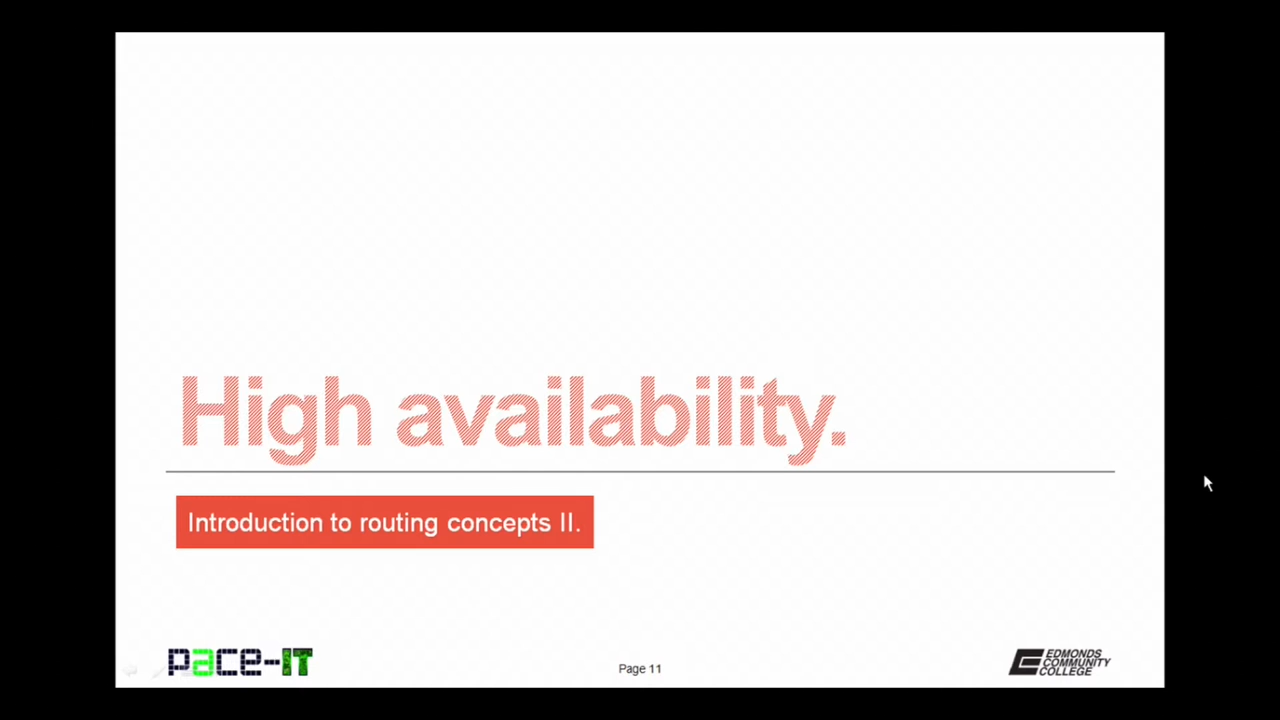 High availability.
Introduction to routing concepts II.
pace-IT
Page 11
EDMONDS
COMMUNITY
COLLEGE